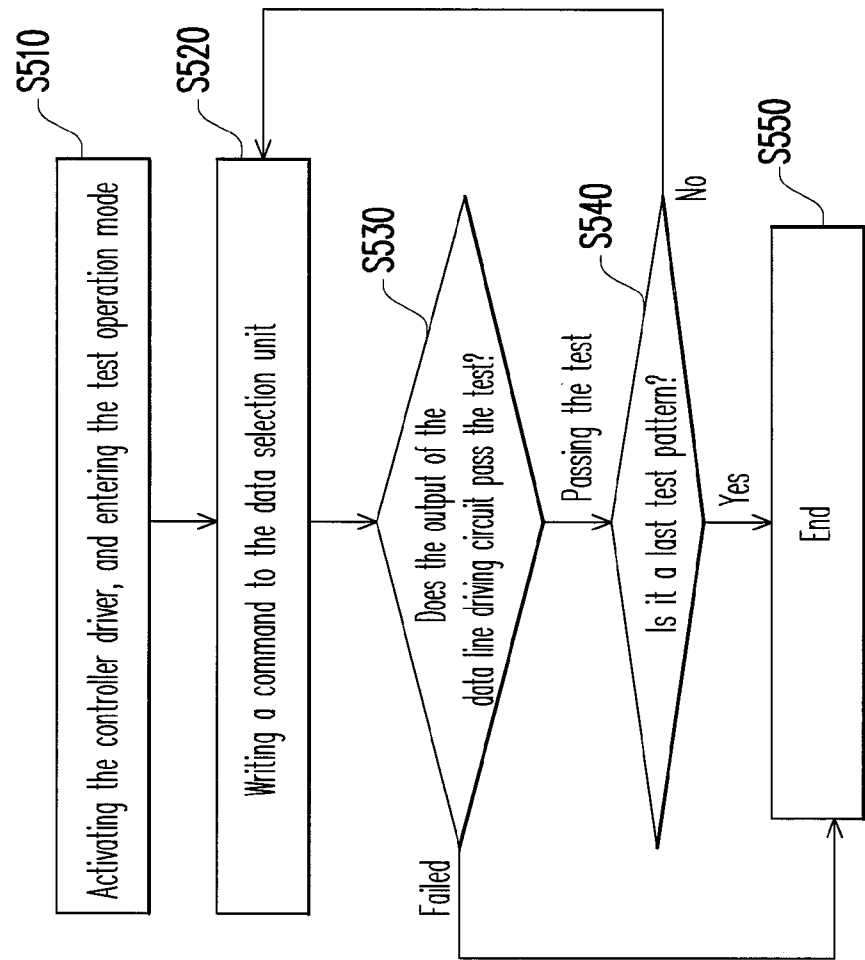 S510
Activating the controller driver, and entering the test operation mode
S520
Writing a command to the data selection unit
S530
Does the output of the
data line driving circuit pass the test?
Failed
Passing the test
S540
Is it a last test pattern?
No
Yes
S550
End